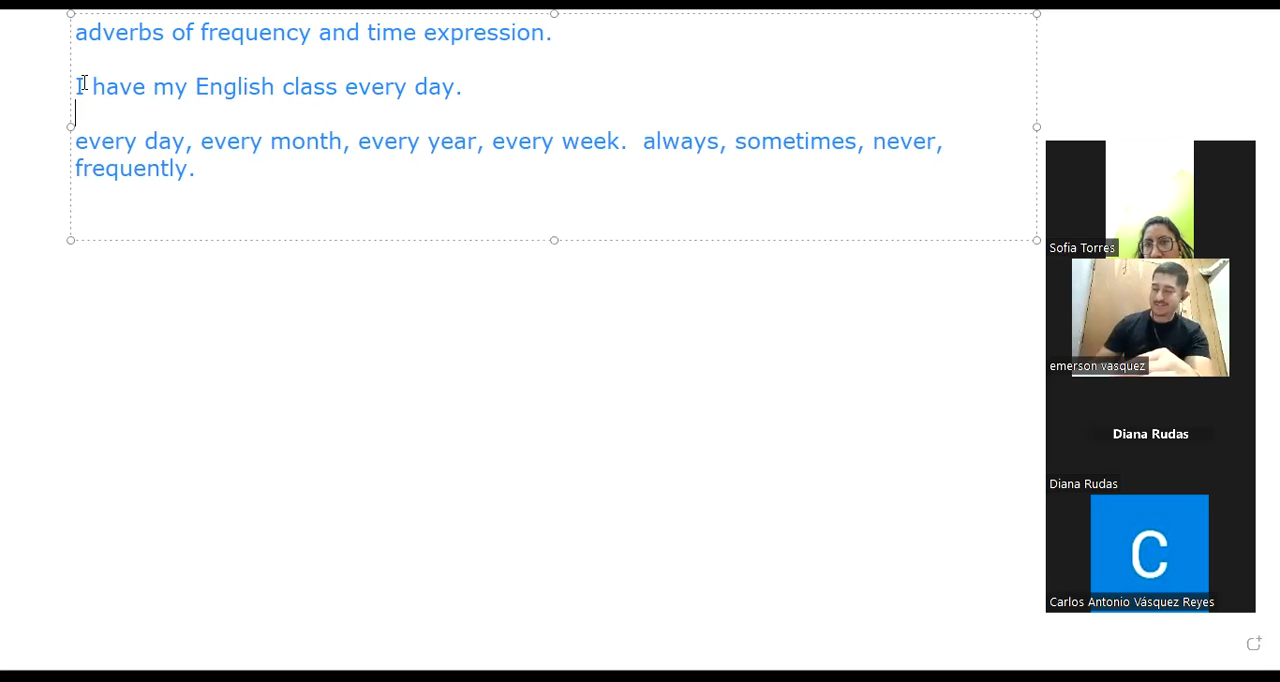 adverbs of frequency and time expression.
I have my English class every day.
every day, every month, every year, every week.  always, sometimes, never,
frequently.
Sofia Torres
emerson vasquez
Diana Rudas
Diana Rudas
C
Carlos Antonio Vásquez Reyes